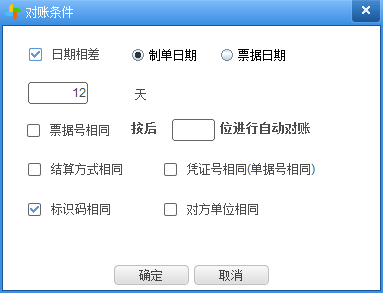 对账条件
日期相差 制单日期 票据日期
12 天
票据号相同 按后 位进行自动对账
结算方式相同 凭证号相同(单据号相同)
标识码相同 对方单位相同
确定 取消